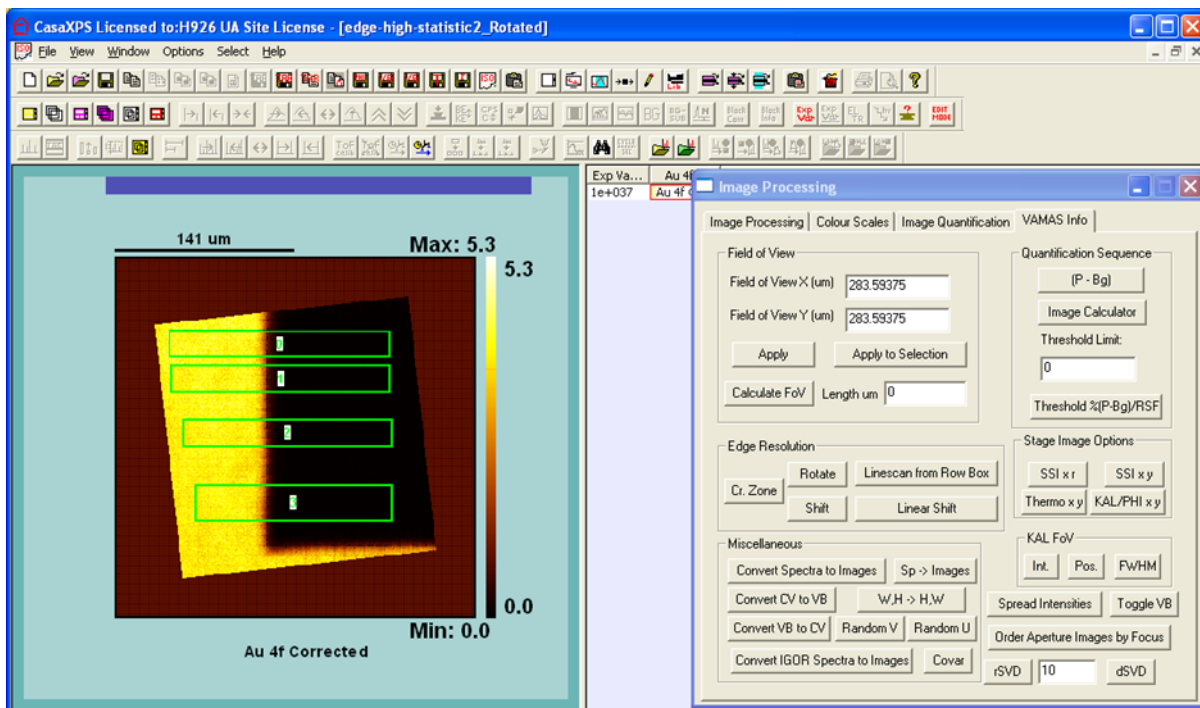 CasaXPS Licensed to:H926 UA Site License - [edge-high-statistic2_Rotated]
File View Window Options Select Help
Exp Va... Au 4f
1e+037 Au 4f
141 um
Max: 5.3
5.3
0
1
2
3
0.0
Min: 0.0
Au 4f Corrected
Image Processing
Image Processing Colour Scales Image Quantification VAMAS Info
Field of View
Field of View X (um) 283.59375
Field of View Y (um) 283.59375
Apply Apply to Selection
Calculate FoV Length um 0
Quantification Sequence
(P - Bg)
Image Calculator
Threshold Limit:
0
Threshold %(P-Bg)/RSF
Edge Resolution
Cr. Zone Rotate Linescan from Row Box
Shift Linear Shift
Stage Image Options
SSI x r SSI x y
Thermo x y KAL/PHI x y
Miscellaneous
Convert Spectra to Images Sp -> Images
Convert CV to VB W,H -> H,W
Convert VB to CV Random V Random U
Convert IGOR Spectra to Images Covar
KAL FoV
Int. Pos. FWHM
Spread Intensities Toggle VB
Order Aperture Images by Focus
rSVD 10 dSVD